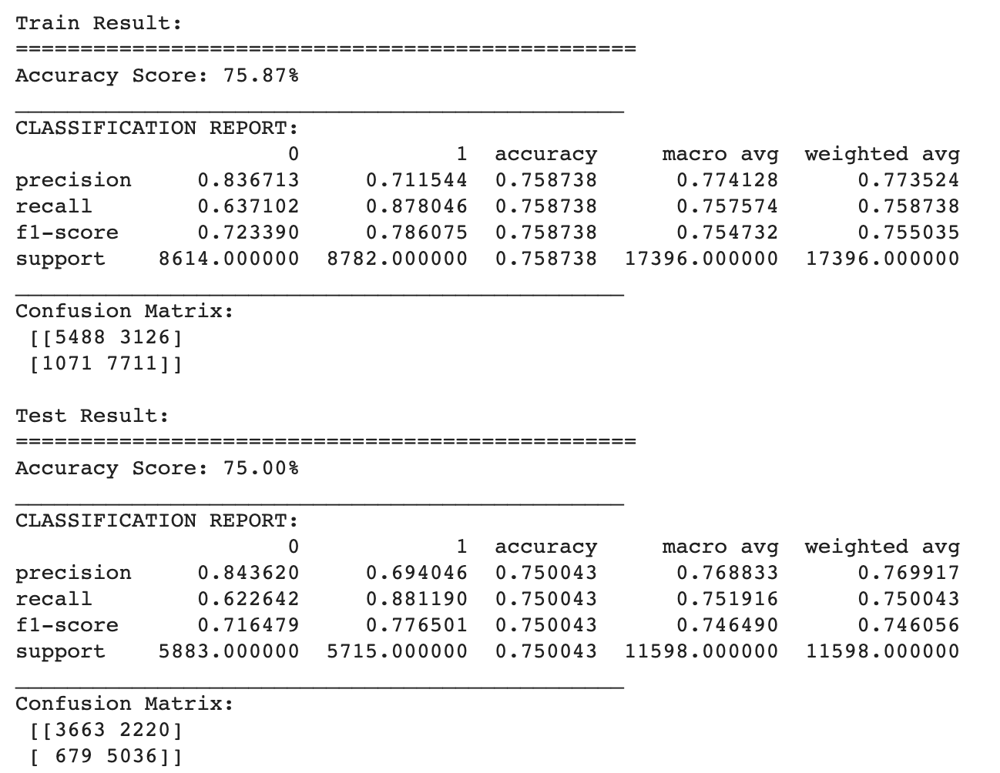 Train Result:
================================================
Accuracy Score: 75.87%
_______________________________________________
CLASSIFICATION REPORT:
                     0            1  accuracy     macro avg  weighted avg
precision     0.836713     0.711544  0.758738      0.774128      0.773524
recall        0.637102     0.878046  0.758738      0.757574      0.758738
f1-score      0.723390     0.786075  0.758738      0.754732      0.755035
support    8614.000000  8782.000000  0.758738  17396.000000  17396.000000
_______________________________________________
Confusion Matrix:
 [[5488 3126]
 [1071 7711]]

Test Result:
================================================
Accuracy Score: 75.00%
_______________________________________________
CLASSIFICATION REPORT:
                     0            1  accuracy     macro avg  weighted avg
precision     0.843620     0.694046  0.750043      0.768833      0.769917
recall        0.622642     0.881190  0.750043      0.751916      0.750043
f1-score      0.716479     0.776501  0.750043      0.746490      0.746056
support    5883.000000  5715.000000  0.750043  11598.000000  11598.000000
_______________________________________________
Confusion Matrix:
 [[3663 2220]
 [ 679 5036]]